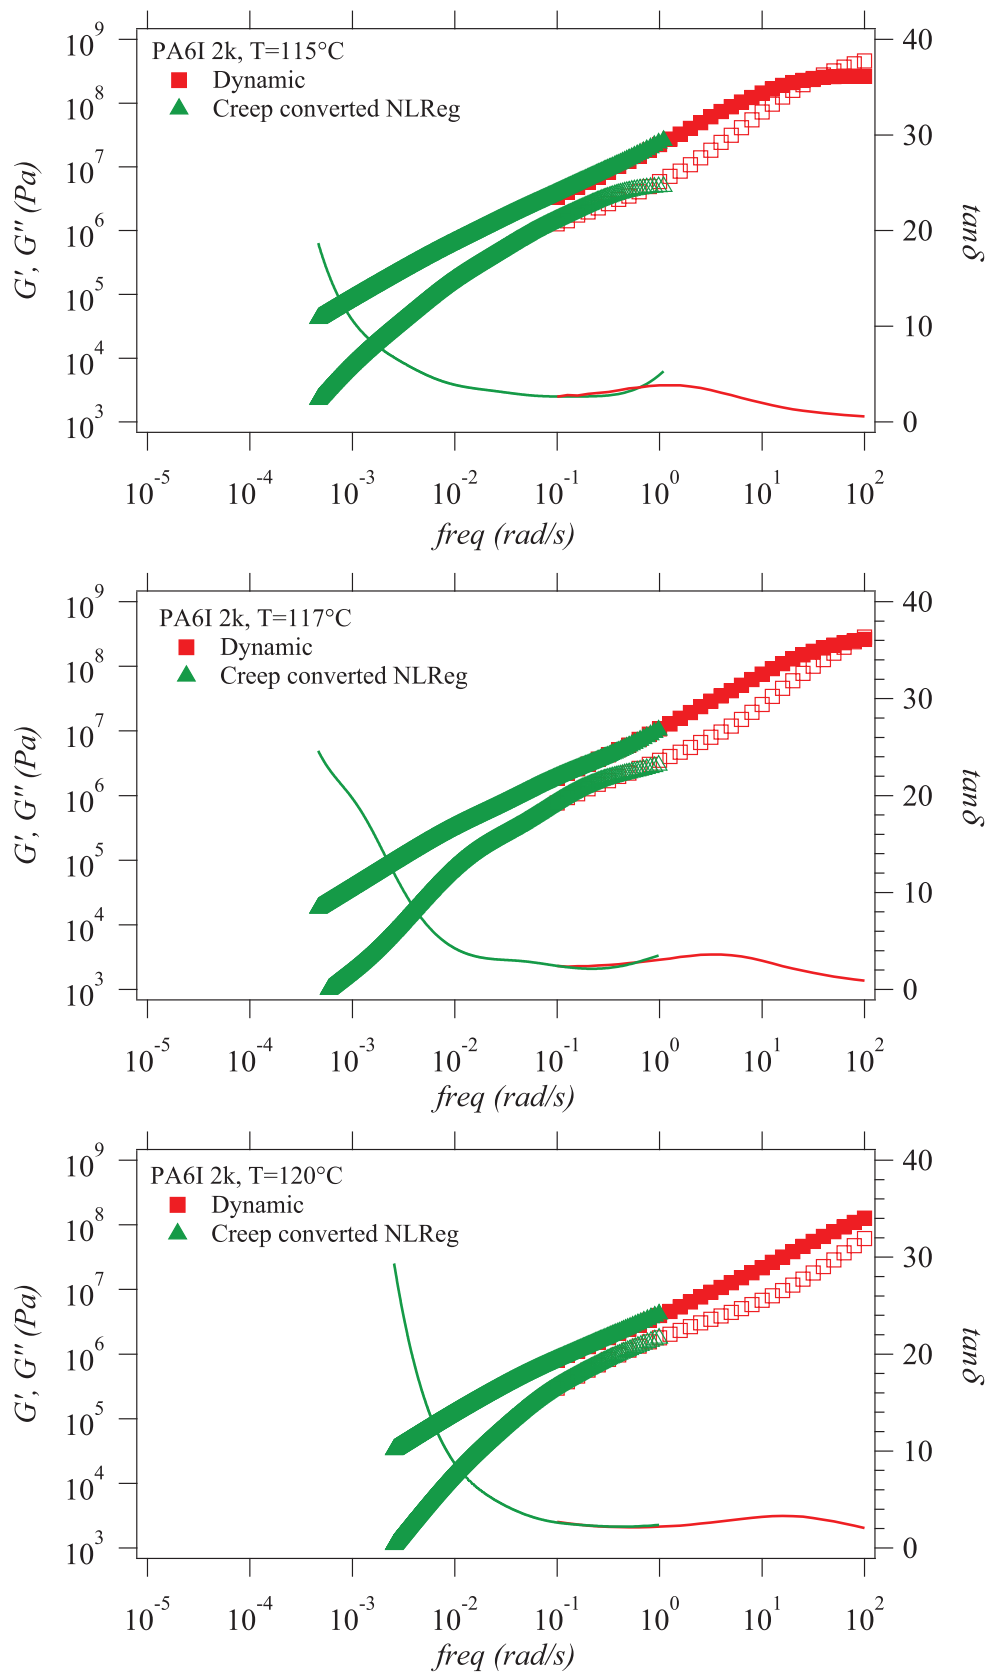 PA6I 2k, T=115°C
Dynamic
Creep converted NLReg
10^9
10^8
10^7
10^6
10^5
10^4
10^3
G', G'' (Pa)
40
30
20
10
0
tanδ
10^-5 10^-4 10^-3 10^-2 10^-1 10^0 10^1 10^2
freq (rad/s)
PA6I 2k, T=117°C
Dynamic
Creep converted NLReg
10^9
10^8
10^7
10^6
10^5
10^4
10^3
G', G'' (Pa)
40
30
20
10
0
tanδ
10^-5 10^-4 10^-3 10^-2 10^-1 10^0 10^1 10^2
freq (rad/s)
PA6I 2k, T=120°C
Dynamic
Creep converted NLReg
10^9
10^8
10^7
10^6
10^5
10^4
10^3
G', G'' (Pa)
40
30
20
10
0
tanδ
10^-5 10^-4 10^-3 10^-2 10^-1 10^0 10^1 10^2
freq (rad/s)